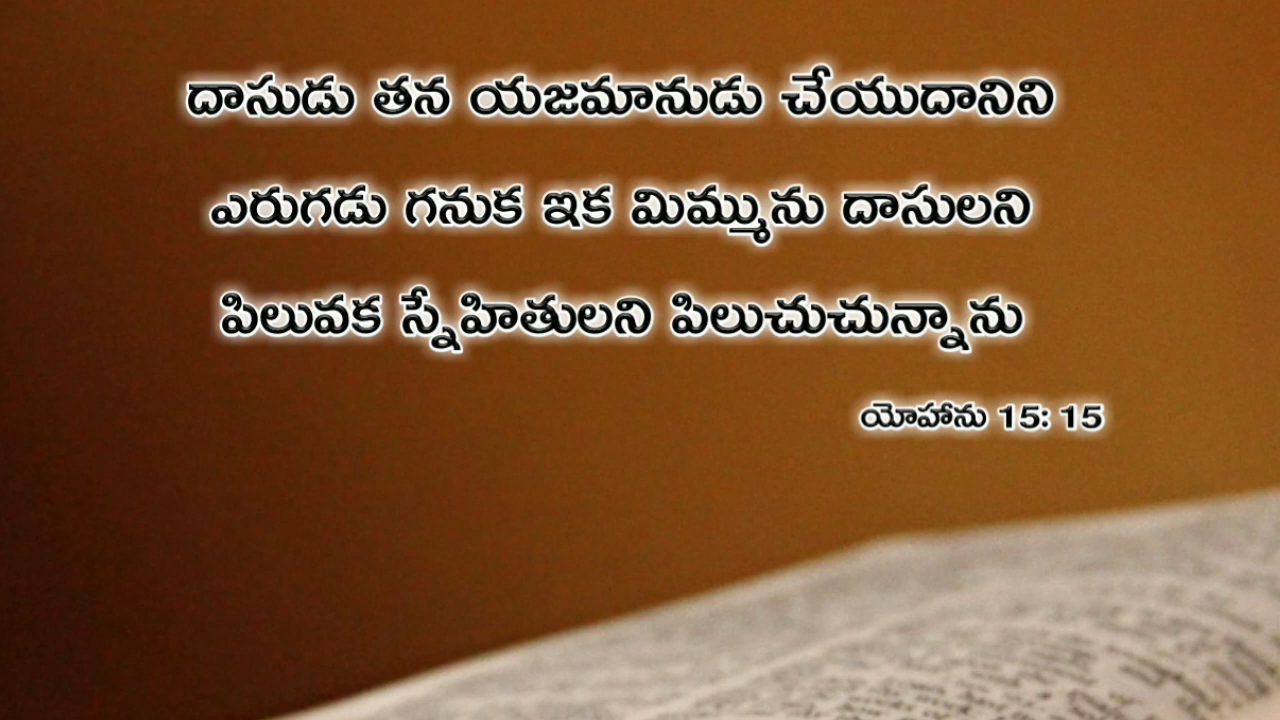 దాసుడు తన యజమానుడు చేయుదానిని
ఎరుగడు గనుక ఇక మిమ్మును దాసులని
పిలువక స్నేహితులని పిలుచుచున్నాను
యోహాను 15: 15